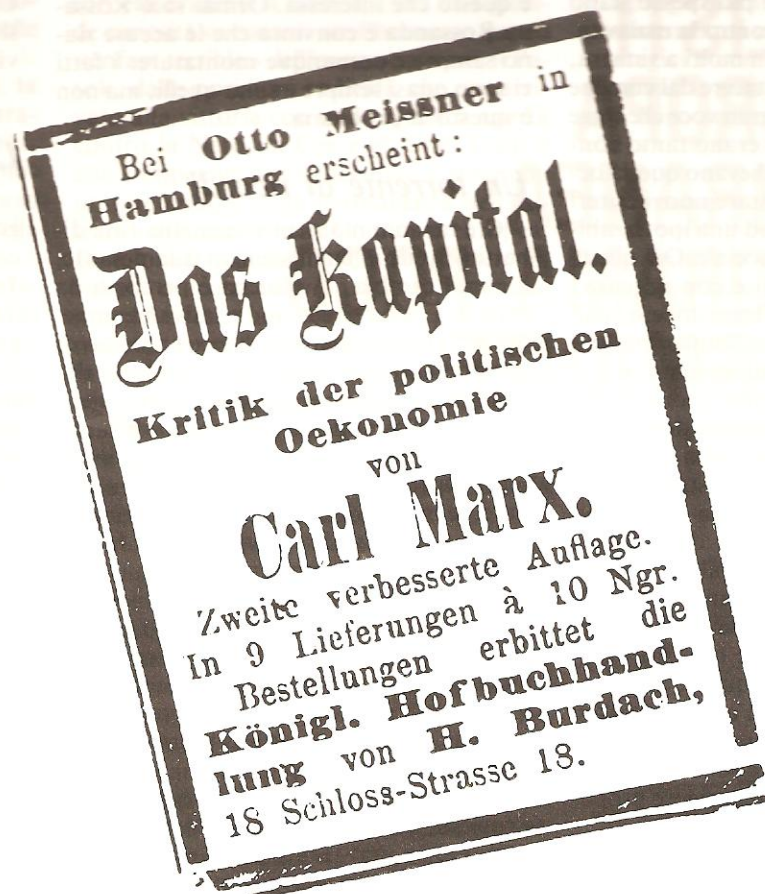 Bei Otto Meissner in
Hamburg erscheint:
Das Kapital.
Kritik der politischen
Oekonomie
von
Carl Marx.
Zweite verbesserte Auflage.
In 9 Lieferungen à 10 Ngr.
Bestellungen erbittet die
Königl. Hofbuchhand-
lung von H. Burdach,
18 Schloss-Strasse 18.